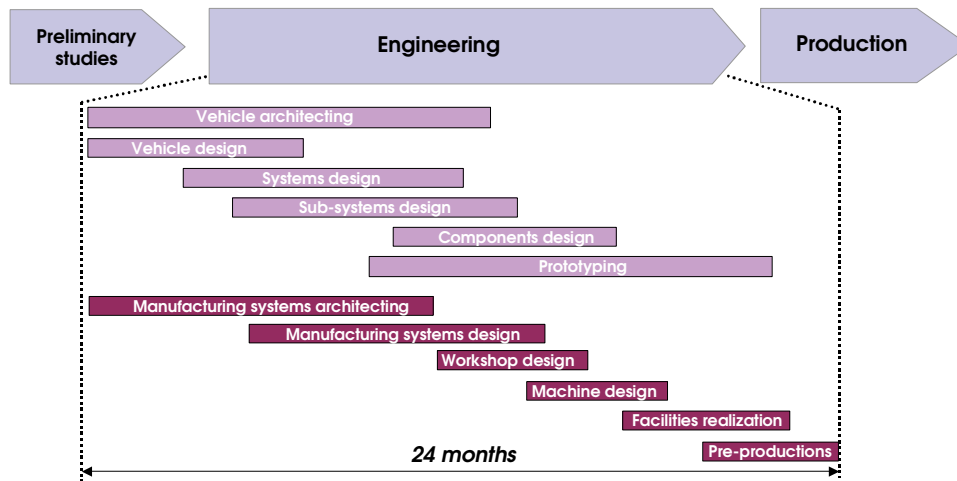 Preliminary
studies
Engineering
Production
Vehicle architecting
Vehicle design
Systems design
Sub-systems design
Components design
Prototyping
Manufacturing systems architecting
Manufacturing systems design
Workshop design
Machine design
Facilities realization
Pre-productions
24 months